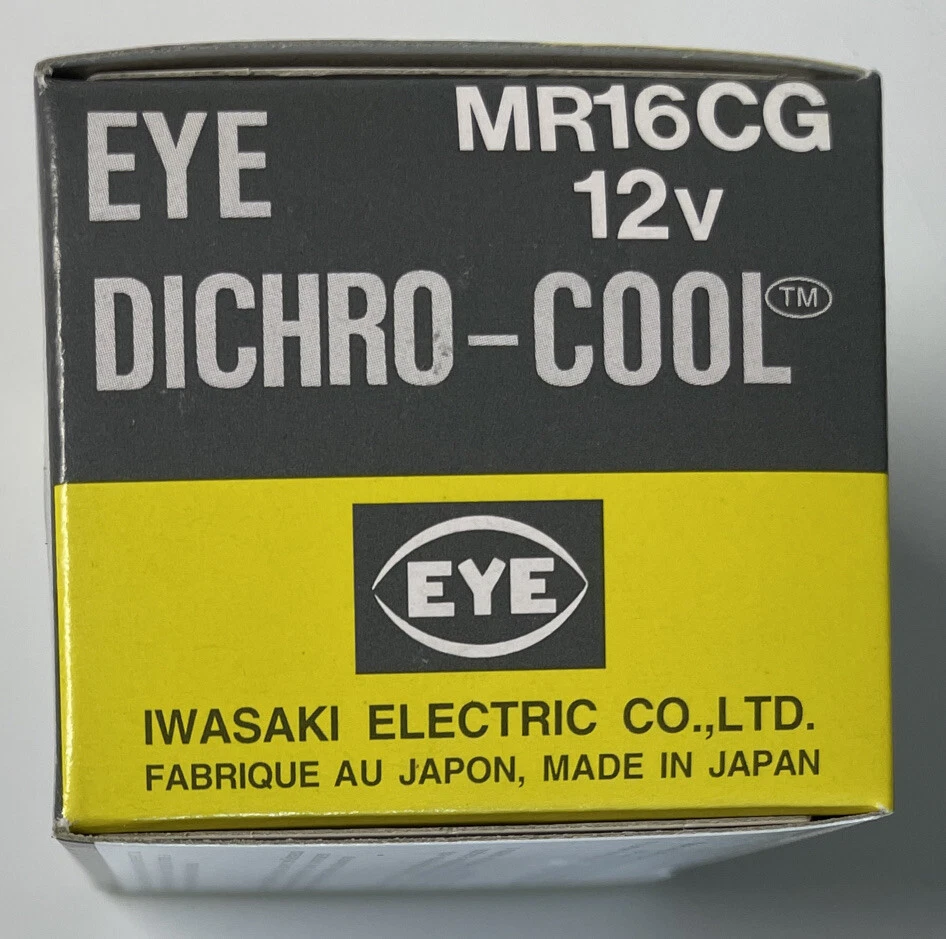 EYE
MR16CG
12v
DICHRO-COOL™
EYE
IWASAKI ELECTRIC CO.,LTD.
FABRIQUE AU JAPON, MADE IN JAPAN